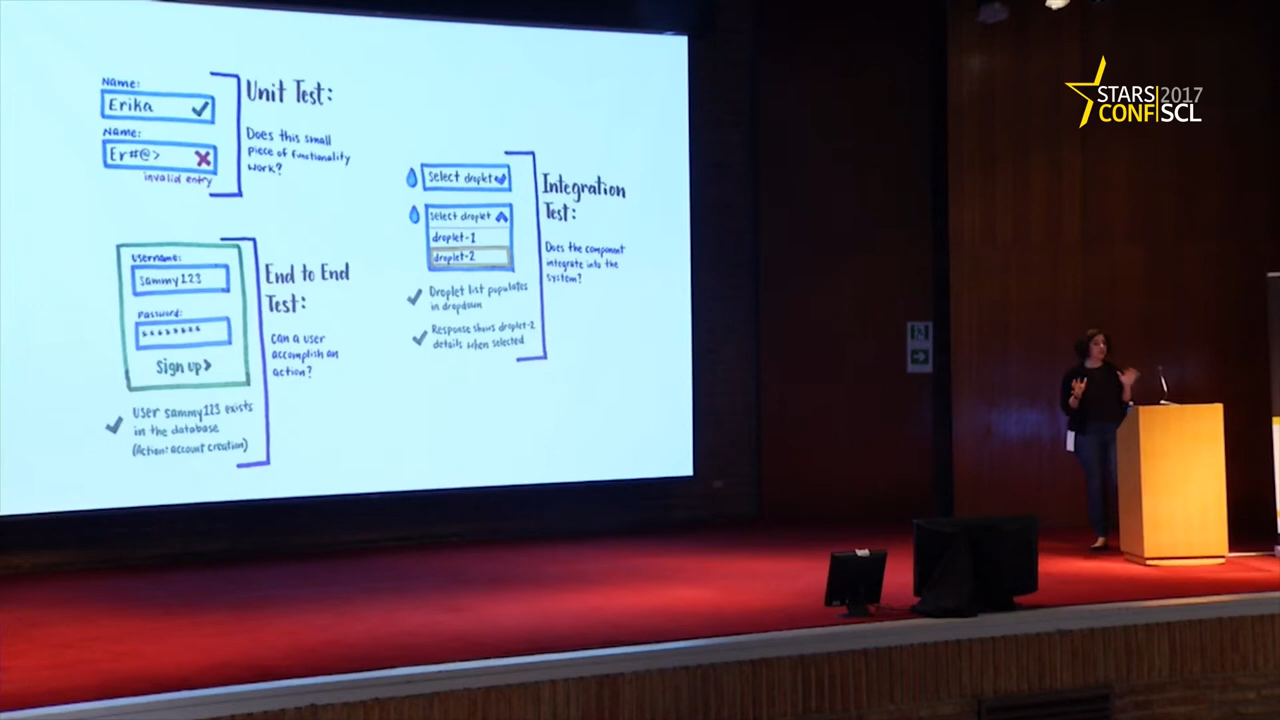 Name:
Erika
Name:
Er#@>
invalid entry
Unit Test:
Does this small
piece of functionality
work?
Select droplet
Select droplet
droplet-1
droplet-2
Integration
Test:
Does the component
integrate into the
system?
Droplet list populates
in dropdown
Response shows droplet-2
details when selected
Username:
Sammy123
Password:
********
Sign up>
End to End
Test:
Can a user
accomplish an
action?
User sammy123 exists
in the database
(Action: account creation)
STARS 2017
CONF SCL